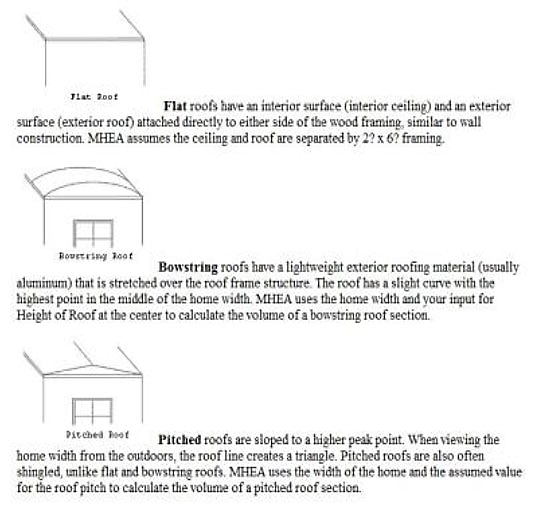 Flat Roof
Flat roofs have an interior surface (interior ceiling) and an exterior
surface (exterior roof) attached directly to either side of the wood framing, similar to wall
construction. MHEA assumes the ceiling and roof are separated by 2? x 6? framing.
Bowstring Roof
Bowstring roofs have a lightweight exterior roofing material (usually
aluminum) that is stretched over the roof frame structure. The roof has a slight curve with the
highest point in the middle of the home width. MHEA uses the home width and your input for
Height of Roof at the center to calculate the volume of a bowstring roof section.
Pitched Roof
Pitched roofs are sloped to a higher peak point. When viewing the
home width from the outdoors, the roof line creates a triangle. Pitched roofs are also often
shingled, unlike flat and bowstring roofs. MHEA uses the width of the home and the assumed value
for the roof pitch to calculate the volume of a pitched roof section.